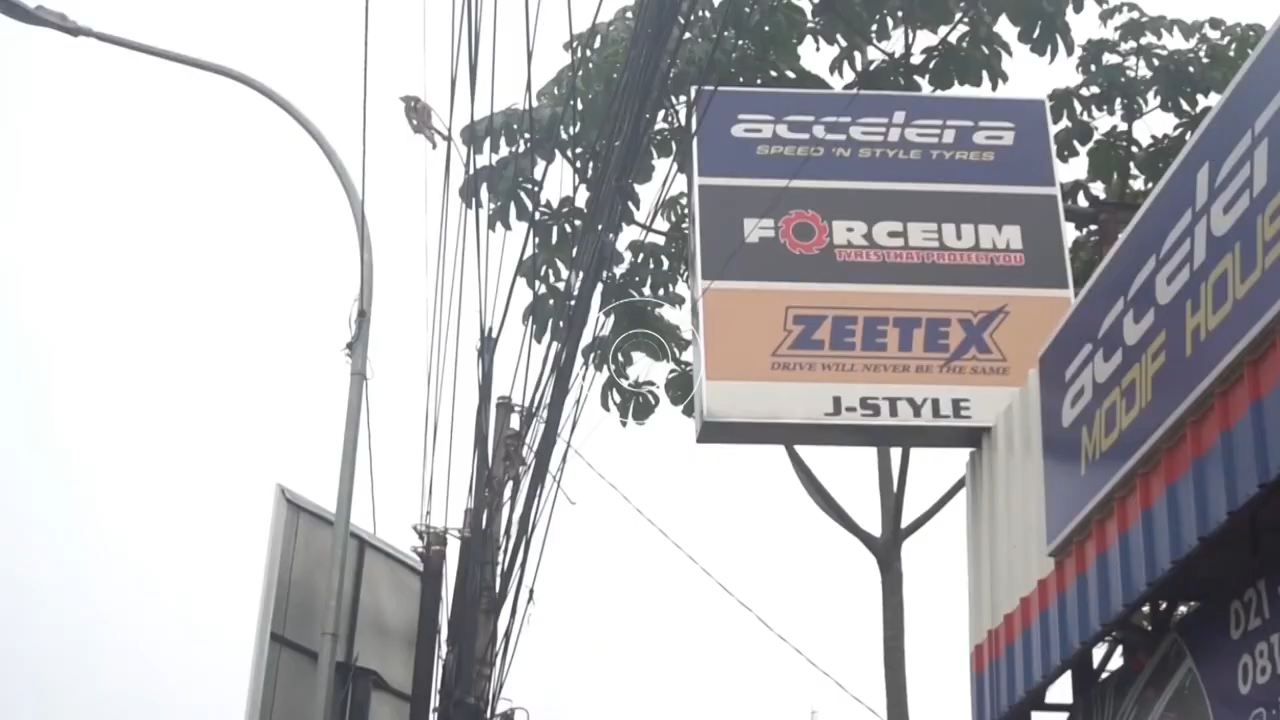 accelera
SPEED 'N STYLE TYRES
FORCEUM
TYRES THAT PROTECT YOU
ZEETEX
DRIVE WILL NEVER BE THE SAME
J-STYLE
acceler
MODIF HOUS
021
081